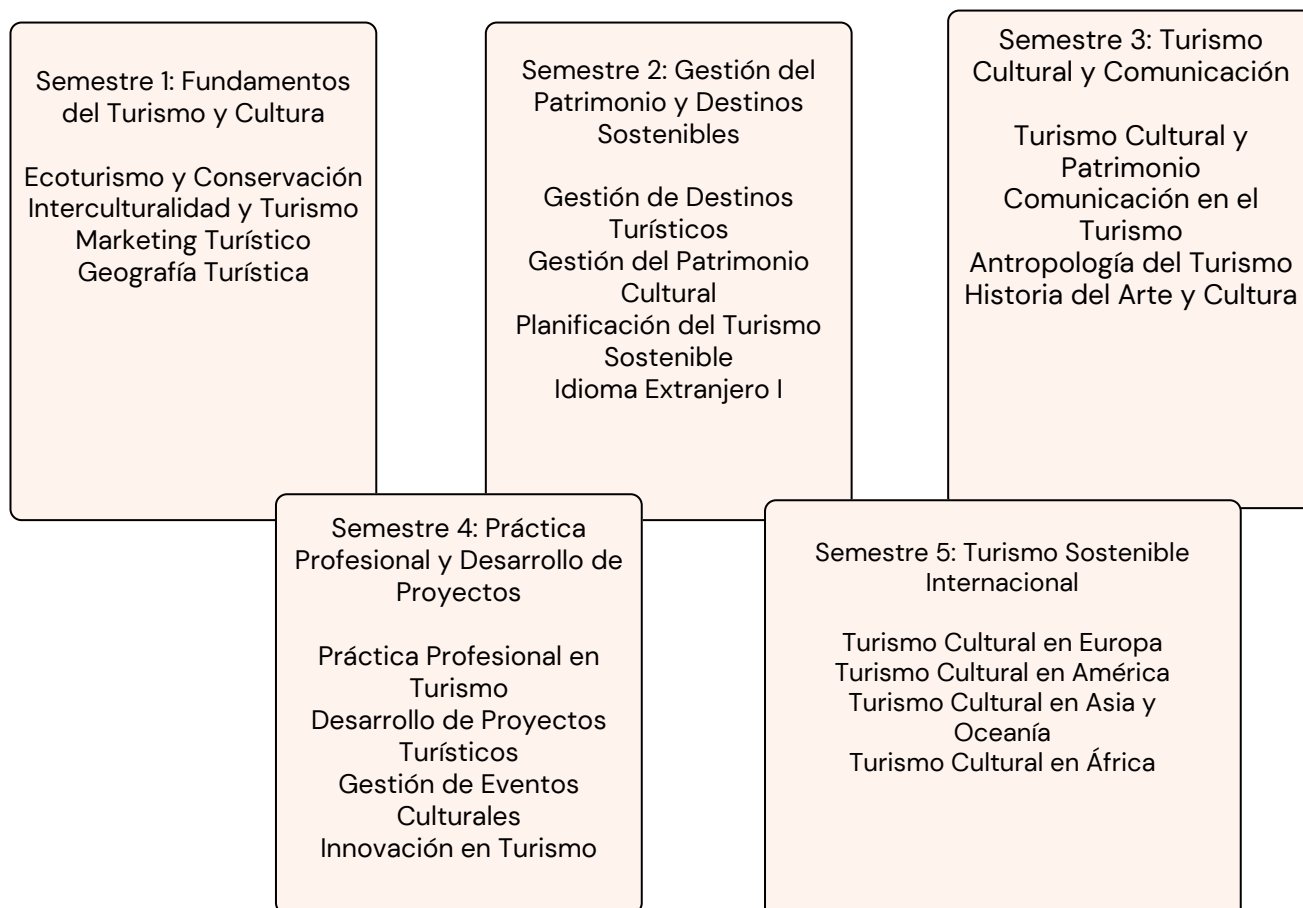 Semestre 1: Fundamentos
del Turismo y Cultura
Ecoturismo y Conservación
Interculturalidad y Turismo
Marketing Turístico
Geografía Turística
Semestre 2: Gestión del
Patrimonio y Destinos
Sostenibles
Gestión de Destinos
Turísticos
Gestión del Patrimonio
Cultural
Planificación del Turismo
Sostenible
Idioma Extranjero I
Semestre 3: Turismo
Cultural y Comunicación
Turismo Cultural y
Patrimonio
Comunicación en el
Turismo
Antropología del Turismo
Historia del Arte y Cultura
Semestre 4: Práctica
Profesional y Desarrollo de
Proyectos
Práctica Profesional en
Turismo
Desarrollo de Proyectos
Turísticos
Gestión de Eventos
Culturales
Innovación en Turismo
Semestre 5: Turismo Sostenible
Internacional
Turismo Cultural en Europa
Turismo Cultural en América
Turismo Cultural en Asia y
Oceanía
Turismo Cultural en África